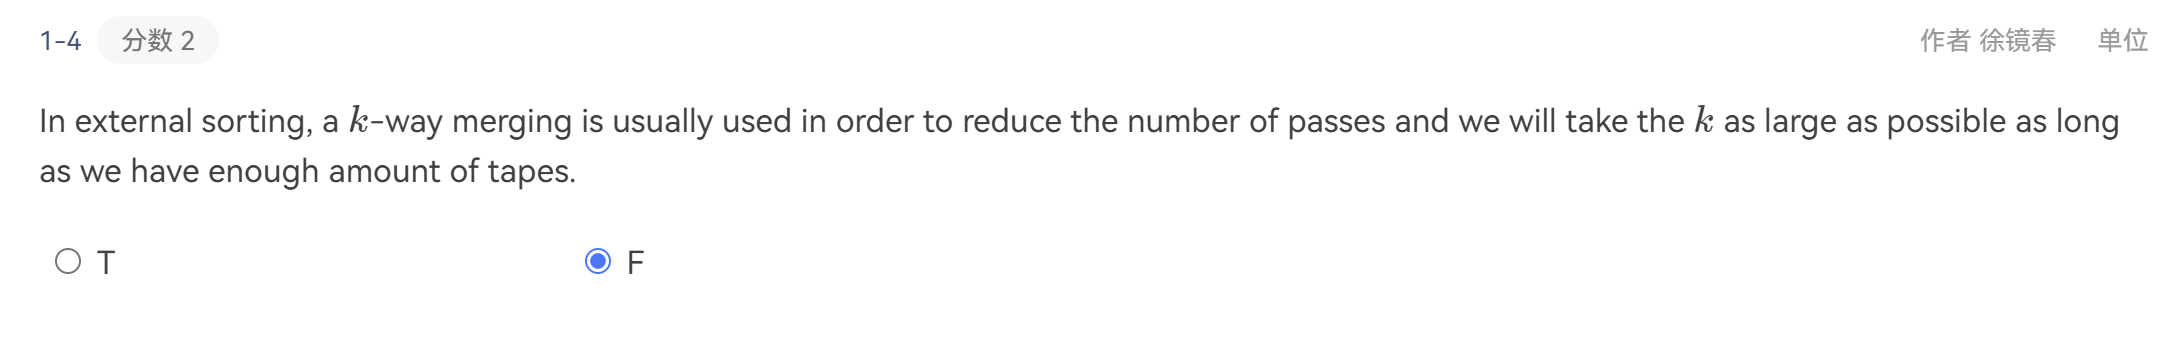 1-4 分数 2 作者 徐镜春 单位
In external sorting, a k-way merging is usually used in order to reduce the number of passes and we will take the k as large as possible as long
as we have enough amount of tapes.
T F